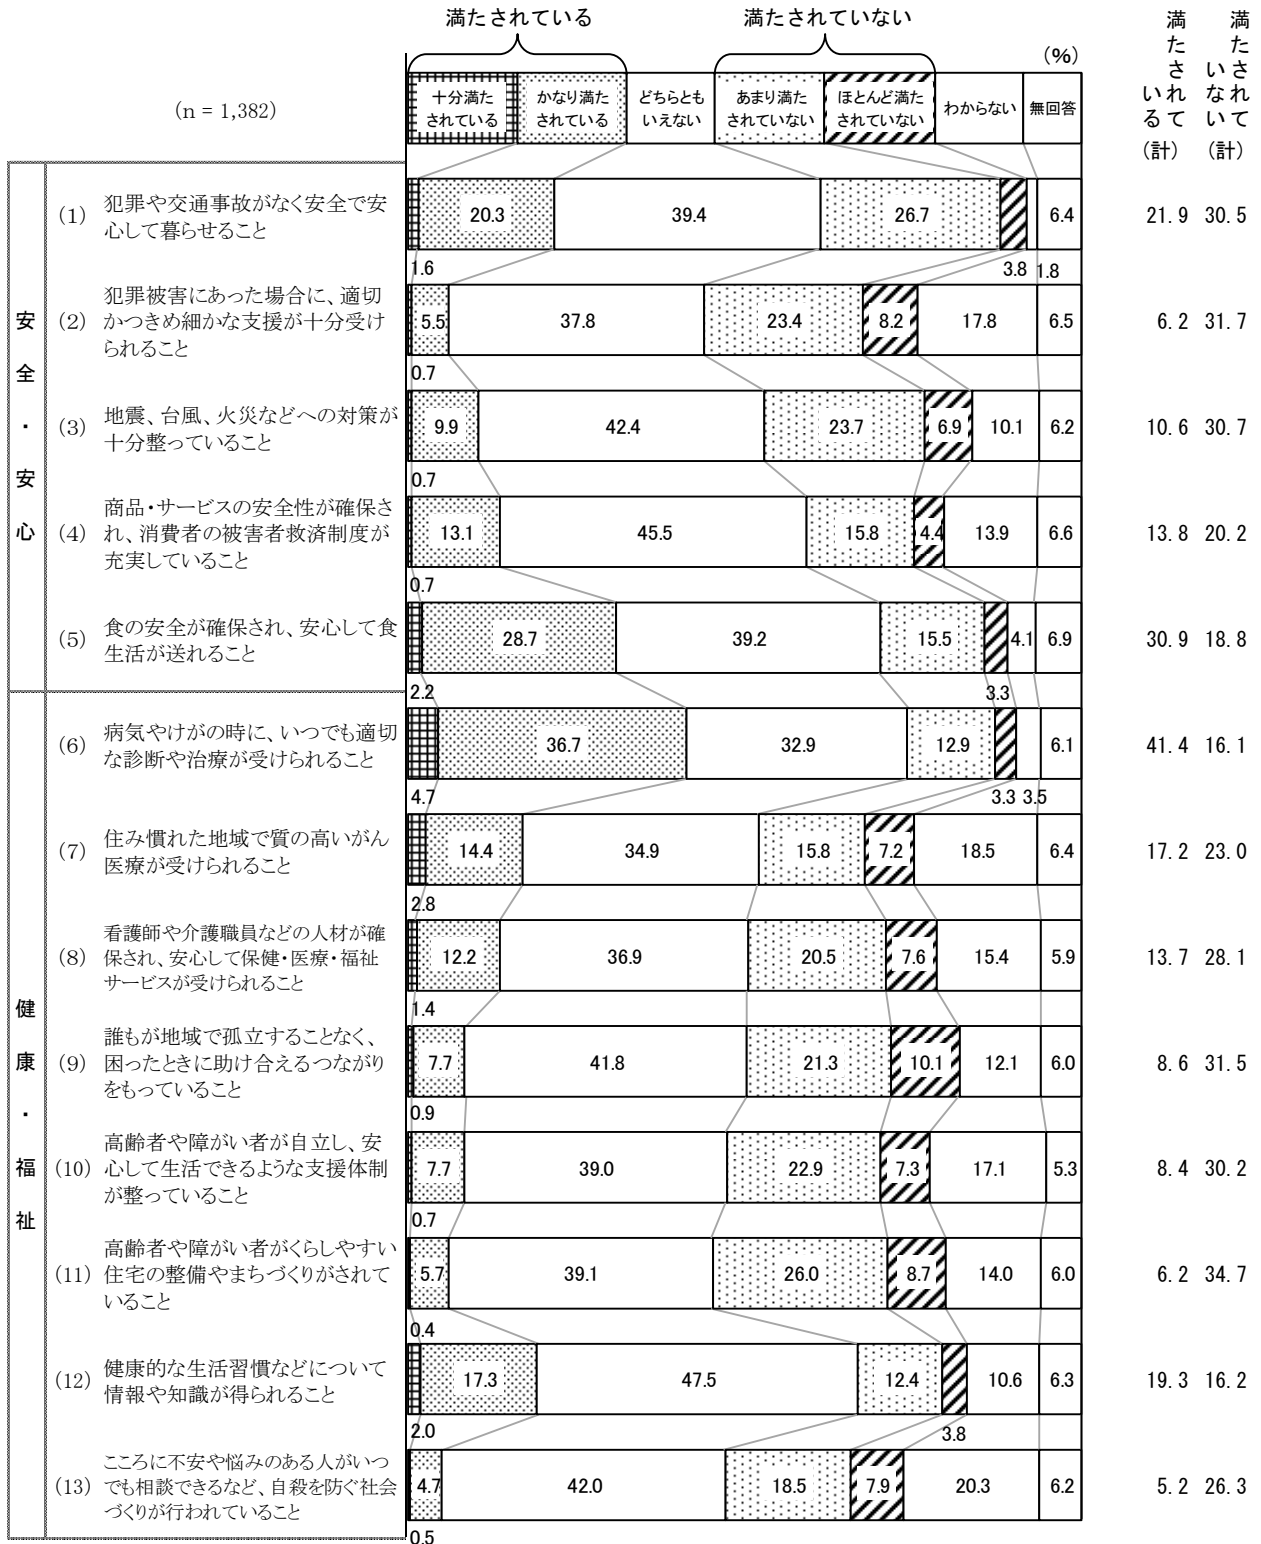 満たされている
満たされていない
満たされて
いる
(計)
満たされて
いない
(計)
(%)
(n = 1,382)
十分満た
されている
かなり満た
されている
どちらとも
いえない
あまり満た
されていない
ほとんど満た
されていない
わからない
無回答
安全・安心
(1) 犯罪や交通事故がなく安全で安
心して暮らせること
20.3 39.4 26.7 6.4 21.9 30.5
1.6 3.8 1.8
(2) 犯罪被害にあった場合に、適切
かつきめ細かな支援が十分受け
られること
5.5 37.8 23.4 8.2 17.8 6.5 6.2 31.7
0.7
(3) 地震、台風、火災などへの対策が
十分整っていること
9.9 42.4 23.7 6.9 10.1 6.2 10.6 30.7
0.7
(4) 商品・サービスの安全性が確保さ
れ、消費者の被害者救済制度が
充実していること
13.1 45.5 15.8 4.4 13.9 6.6 13.8 20.2
0.7
(5) 食の安全が確保され、安心して食
生活が送れること
28.7 39.2 15.5 4.1 6.9 30.9 18.8
2.2 3.3
健康・福祉
(6) 病気やけがの時に、いつでも適切
な診断や治療が受けられること
36.7 32.9 12.9 6.1 41.4 16.1
4.7 3.3 3.5
(7) 住み慣れた地域で質の高いがん
医療が受けられること
14.4 34.9 15.8 7.2 18.5 6.4 17.2 23.0
2.8
(8) 看護師や介護職員などの人材が確
保され、安心して保健・医療・福祉
サービスが受けられること
12.2 36.9 20.5 7.6 15.4 5.9 13.7 28.1
1.4
(9) 誰もが地域で孤立することなく、
困ったときに助け合えるつながり
をもっていること
7.7 41.8 21.3 10.1 12.1 6.0 8.6 31.5
0.9
(10) 高齢者や障がい者が自立し、安
心して生活できるような支援体制
が整っていること
7.7 39.0 22.9 7.3 17.1 5.3 8.4 30.2
0.7
(11) 高齢者や障がい者がくらしやすい
住宅の整備やまちづくりがされて
いること
5.7 39.1 26.0 8.7 14.0 6.0 6.2 34.7
0.4
(12) 健康的な生活習慣などについて
情報や知識が得られること
17.3 47.5 12.4 10.6 6.3 19.3 16.2
2.0 3.8
(13) こころに不安や悩みのある人がいつ
でも相談できるなど、自殺を防ぐ社会
づくりが行われていること
4.7 42.0 18.5 7.9 20.3 6.2 5.2 26.3
0.5